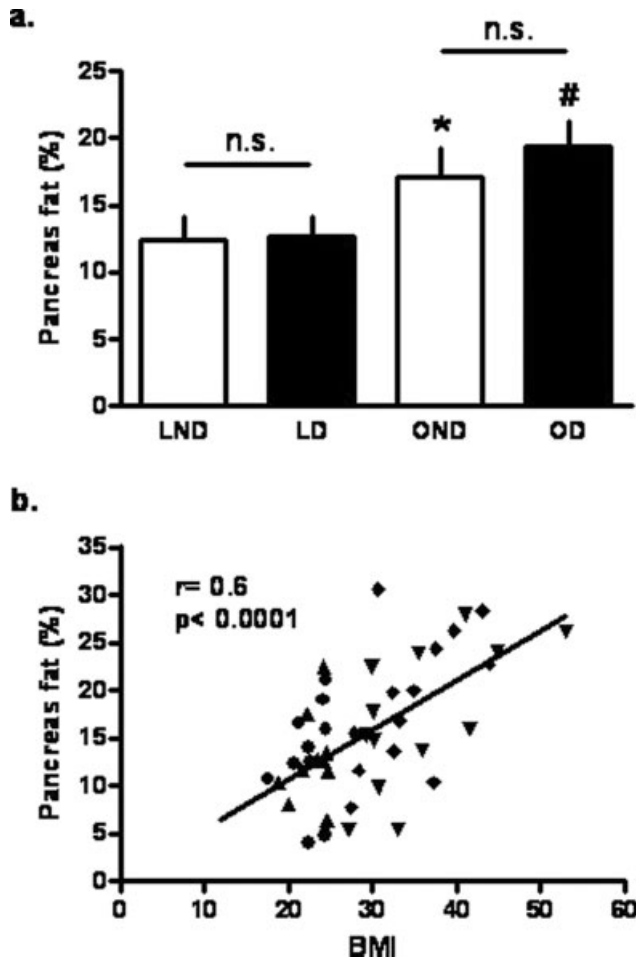 a.
n.s.
n.s.
*
#
25
20
15
10
5
0
Pancreas fat (%)
LND LD OND OD
b.
35
30
25
20
15
10
5
0
Pancreas fat (%)
r= 0.6
p< 0.0001
0 10 20 30 40 50 60
BMI